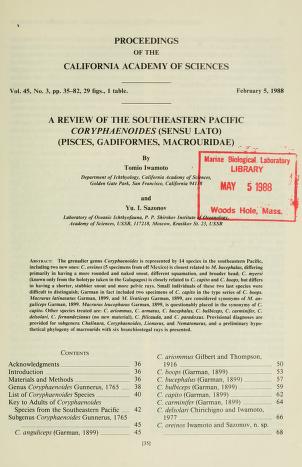 PROCEEDINGS
OF THE
CALIFORNIA ACADEMY OF SCIENCES
Vol. 45, No. 3, pp. 35–82, 29 figs., 1 table.
February 5, 1988
A REVIEW OF THE SOUTHEASTERN PACIFIC
CORYPHAENOIDES (SENSU LATO)
(PISCES, GADIFORMES, MACROURIDAE)
By
Tomio Iwamoto
Department of Ichthyology, California Academy of Sciences,
Golden Gate Park, San Francisco, California 94118
and
Yu. I. Sazonov
Laboratory of Oceanic Ichthyofauna, P. P. Shirshov Institute of Oceanology,
Academy of Sciences, USSR, 117218, Moscow, Krasikov St. 23, USSR
Marine Biological Laboratory
LIBRARY
MAY 5 1988
Woods Hole, Mass.
ABSTRACT: The grenadier genus Coryphaenoides is represented by 14 species in the southeastern Pacific,
including two new ones: C. oreinos (5 specimens from off Mexico) is closest related to M. bucephalus, differing
primarily in having a more rounded and naked snout, different squamation, and broader head;
(known only from the holotype taken in the
is closely related to C. capito and C. boops, but differs
in having a shorter, stubbier snout and more pyloric caeca. Small individuals of these two last species were
difficult to distinguish; Garman in fact included two specimens of C. capito in the type series of C. boops.
Macrurus latinasutus Garman, 1899, and M. liraticeps Garman, 1899, are considered synonyms of M. an-
guliceps Garman, 1899. Macrurus leucophaeus Garman, 1899, is questionably placed in the synonymy of C.
capito. Other species treated are: C. ariommus, C. armatus, C. bucephalus, C. bulbiceps, C. carminifer, C.
delsolari, C. fernandezianus (no new materials), C. filicauda, and C. paradoxus. Provisional diagnoses are
provided for subgenera Chalinura, Coryphaenoides, Lionurus, and Nematonurus, and a preliminary hypo-
thetical phylogeny of macrourids with six branchiostegal rays is presented.
CONTENTS
Acknowledgments 36
Introduction 36
Materials and Methods 36
Genus Coryphaenoides Gunnerus, 1765 38
List of Coryphaenoides Species 40
Key to Adults of Coryphaenoides
Species from the Southeastern Pacific 42
Subgenus Coryphaenoides Gunnerus, 1765
45
C. anguliceps (Garman, 1899) 45
C. ariommus Gilbert and Thompson,
1916 50
C. boops (Garman, 1899) 53
C. bucephalus (Garman, 1899) 57
C. bulbiceps (Garman, 1899) 59
C. capito (Garman, 1899) 62
C. carminifer (Garman, 1899) 64
C. delsolari Chirichigno and Iwamoto,
1977 66
C. oreinos Iwamoto and Sazonov, n. sp.
68
[35]